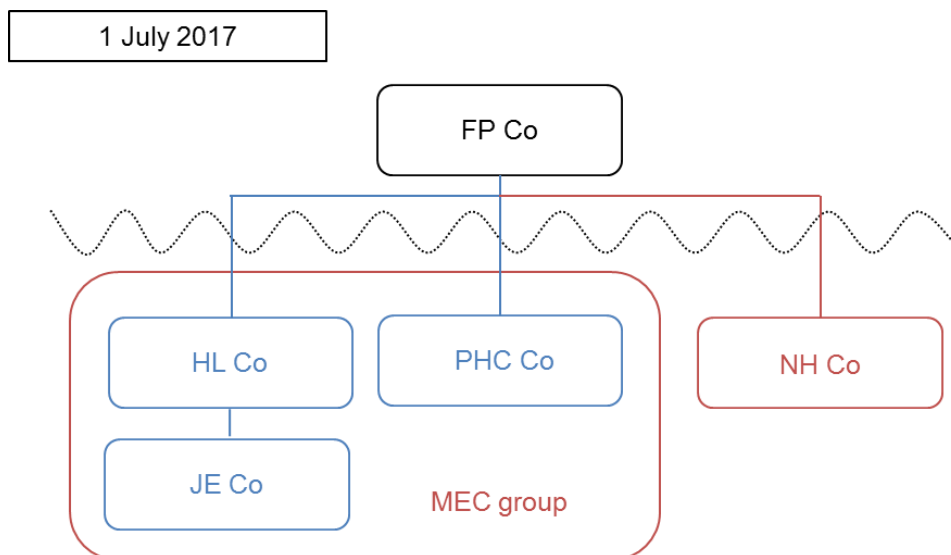 1 July 2017
FP Co
HL Co
PHC Co
NH Co
JE Co
MEC group